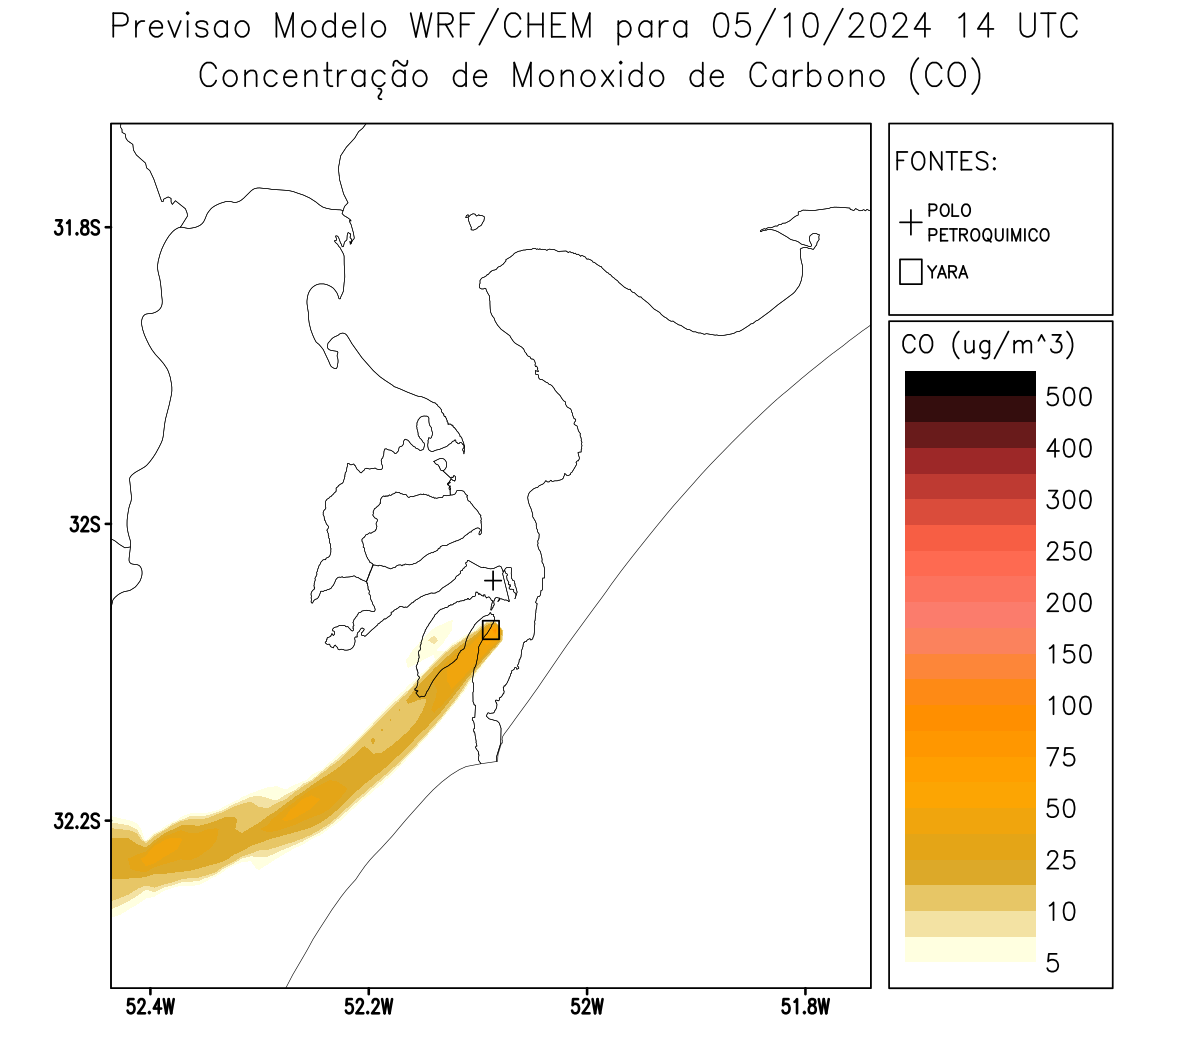 Previsao Modelo WRF/CHEM para 05/10/2024 14 UTC
Concentração de Monoxido de Carbono (CO)
FONTES:
POLO
PETROQUIMICO
YARA
CO (ug/m^3)
500
400
300
250
200
150
100
75
50
25
10
5
31.8S
32S
32.2S
52.4W
52.2W
52W
51.8W